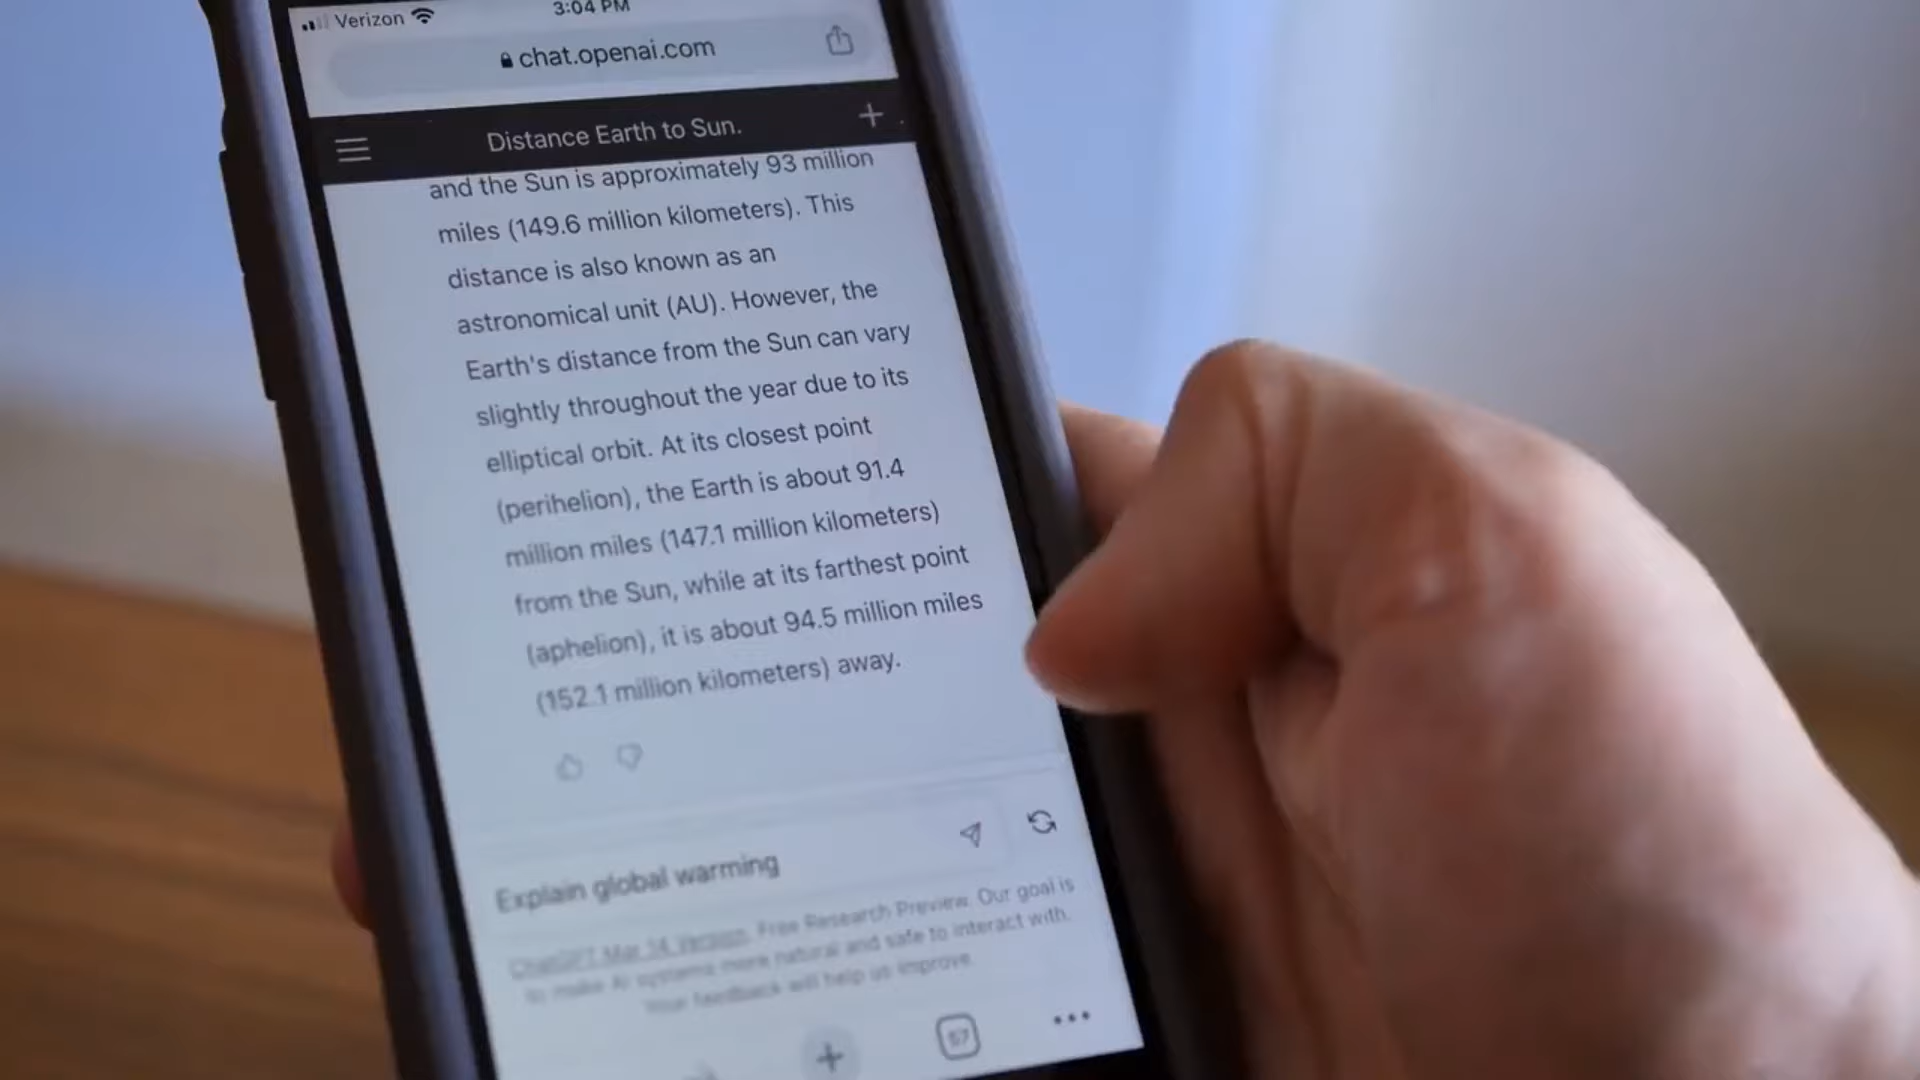 Verizon
3:04 PM
chat.openai.com
Distance Earth to Sun.
and the Sun is approximately 93 million
miles (149.6 million kilometers). This
distance is also known as an
astronomical unit (AU). However, the
Earth's distance from the Sun can vary
slightly throughout the year due to its
elliptical orbit. At its closest point
(perihelion), the Earth is about 91.4
million miles (147.1 million kilometers)
from the Sun, while at its farthest point
(aphelion), it is about 94.5 million miles
(152.1 million kilometers) away.
Explain global warming
ChatGPT Mar 14 Version. Free Research Preview. Our goal is
to make AI systems more natural and safe to interact with.
Your feedback will help us improve.
57